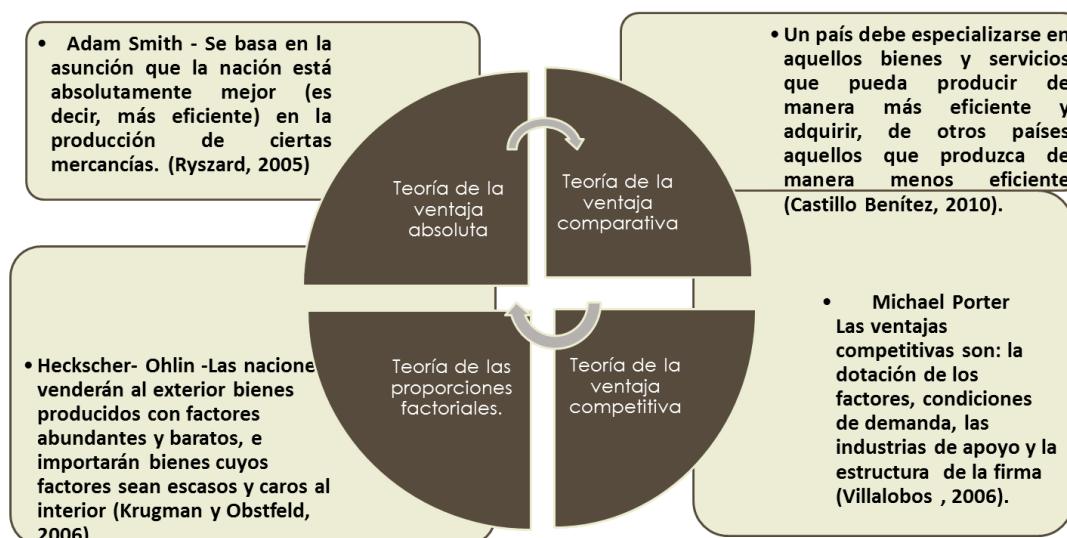 • Adam Smith - Se basa en la
asunción que la nación está
absolutamente mejor (es
decir, más eficiente) en la
producción de ciertas
mercancías. (Ryszard, 2005)
• Un país debe especializarse en
aquellos bienes y servicios
que pueda producir de
manera más eficiente y
adquirir, de otros países
aquellos que produzca de
manera menos eficiente
(Castillo Benítez, 2010).
Teoría de la
ventaja
absoluta
Teoría de la
ventaja
comparativa
Teoría de las
proporciones
factoriales.
Teoría de la
ventaja
competitiva
• Heckscher- Ohlin -Las nacione
venderán al exterior bienes
producidos con factores
abundantes y baratos, e
importarán bienes cuyos
factores sean escasos y caros al
interior (Krugman y Obstfeld,
2006)
• Michael Porter
Las ventajas
competitivas son: la
dotación de los
factores, condiciones
de demanda, las
industrias de apoyo y la
estructura de la firma
(Villalobos , 2006).